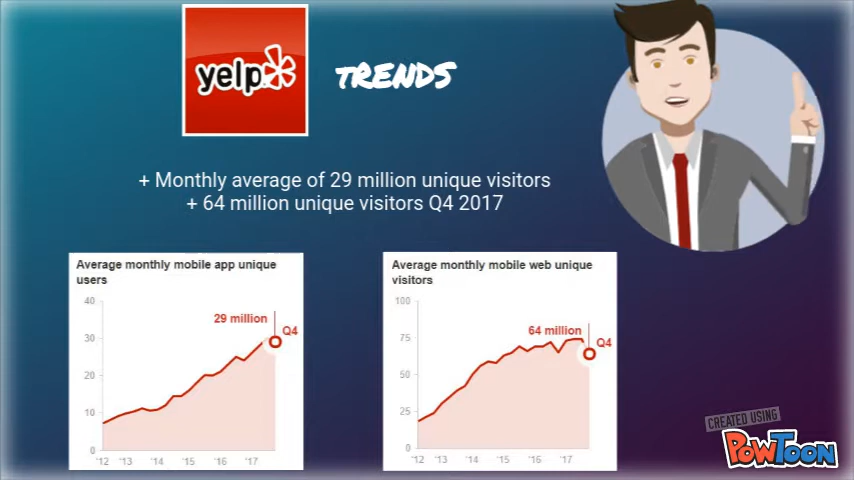 yelp
TRENDS
+ Monthly average of 29 million unique visitors
+ 64 million unique visitors Q4 2017
Average monthly mobile app unique
users
40
30
20
10
0
29 million
Q4
'12 '13 '14 '15 '16 '17
Average monthly mobile web unique
visitors
100
75
50
25
0
64 million
Q4
'12 '13 '14 '15 '16 '17
CREATED USING
POWTOON